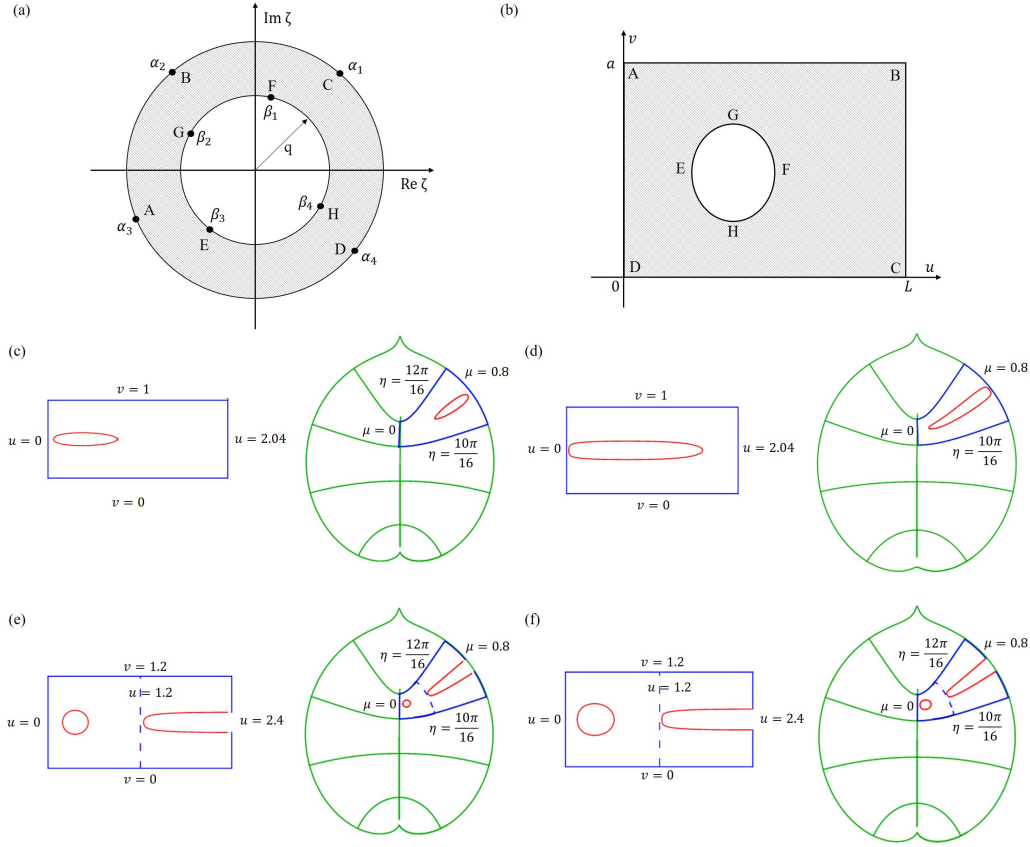 (a)
Im ζ
α₂
B
α₁
C
F
β₁
G
β₂
q
Re ζ
β₃
E
β₄
H
A
α₃
D
α₄
(b)
v
a
A
B
G
E
F
H
D
C
u
0
L
(c)
v = 1
u = 0
u = 2.04
v = 0
η = 12π/16
μ = 0.8
μ = 0
η = 10π/16
(d)
v = 1
u = 0
u = 2.04
v = 0
μ = 0.8
μ = 0
η = 10π/16
(e)
v = 1.2
u = 1.2
u = 0
u = 2.4
v = 0
η = 12π/16
μ = 0.8
μ = 0
η = 10π/16
(f)
v = 1.2
u = 1.2
u = 0
u = 2.4
v = 0
η = 12π/16
μ = 0.8
μ = 0
η = 10π/16